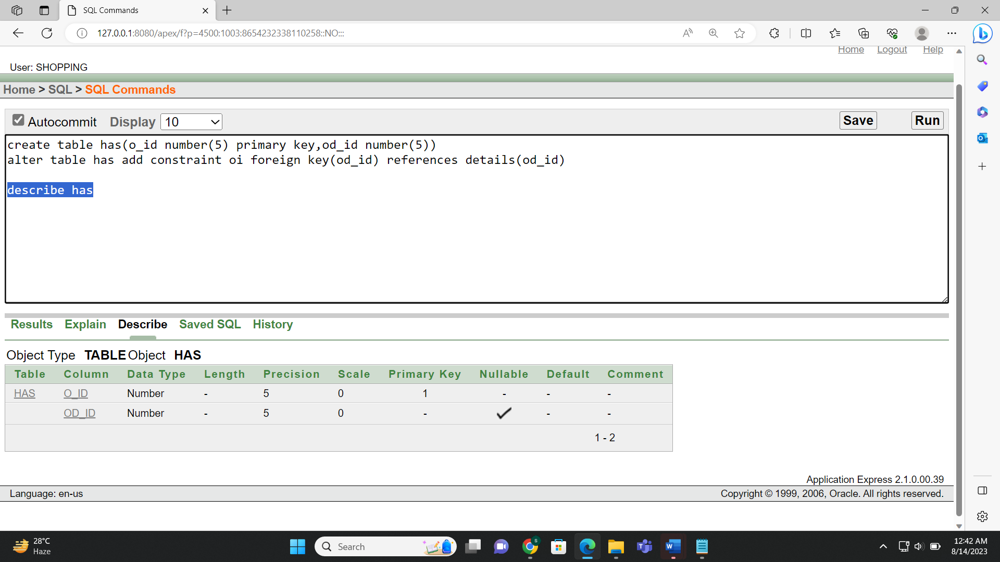 SQL Commands
127.0.0.1:8080/apex/f?p=4500:1003:8654232338110258::NO:::
Home Logout Help
User: SHOPPING
Home > SQL > SQL Commands
Autocommit Display 10 Save Run
create table has(o_id number(5) primary key,od_id number(5))
alter table has add constraint oi foreign key(od_id) references details(od_id)
describe has
Results Explain Describe Saved SQL History
Object Type TABLE Object HAS
Table Column Data Type Length Precision Scale Primary Key Nullable Default Comment
HAS O_ID Number - 5 0 1 - - -
OD_ID Number - 5 0 - - -
1 - 2
Application Express 2.1.0.00.39
Language: en-us Copyright © 1999, 2006, Oracle. All rights reserved.
28°C
Haze
Search
12:42 AM
8/14/2023